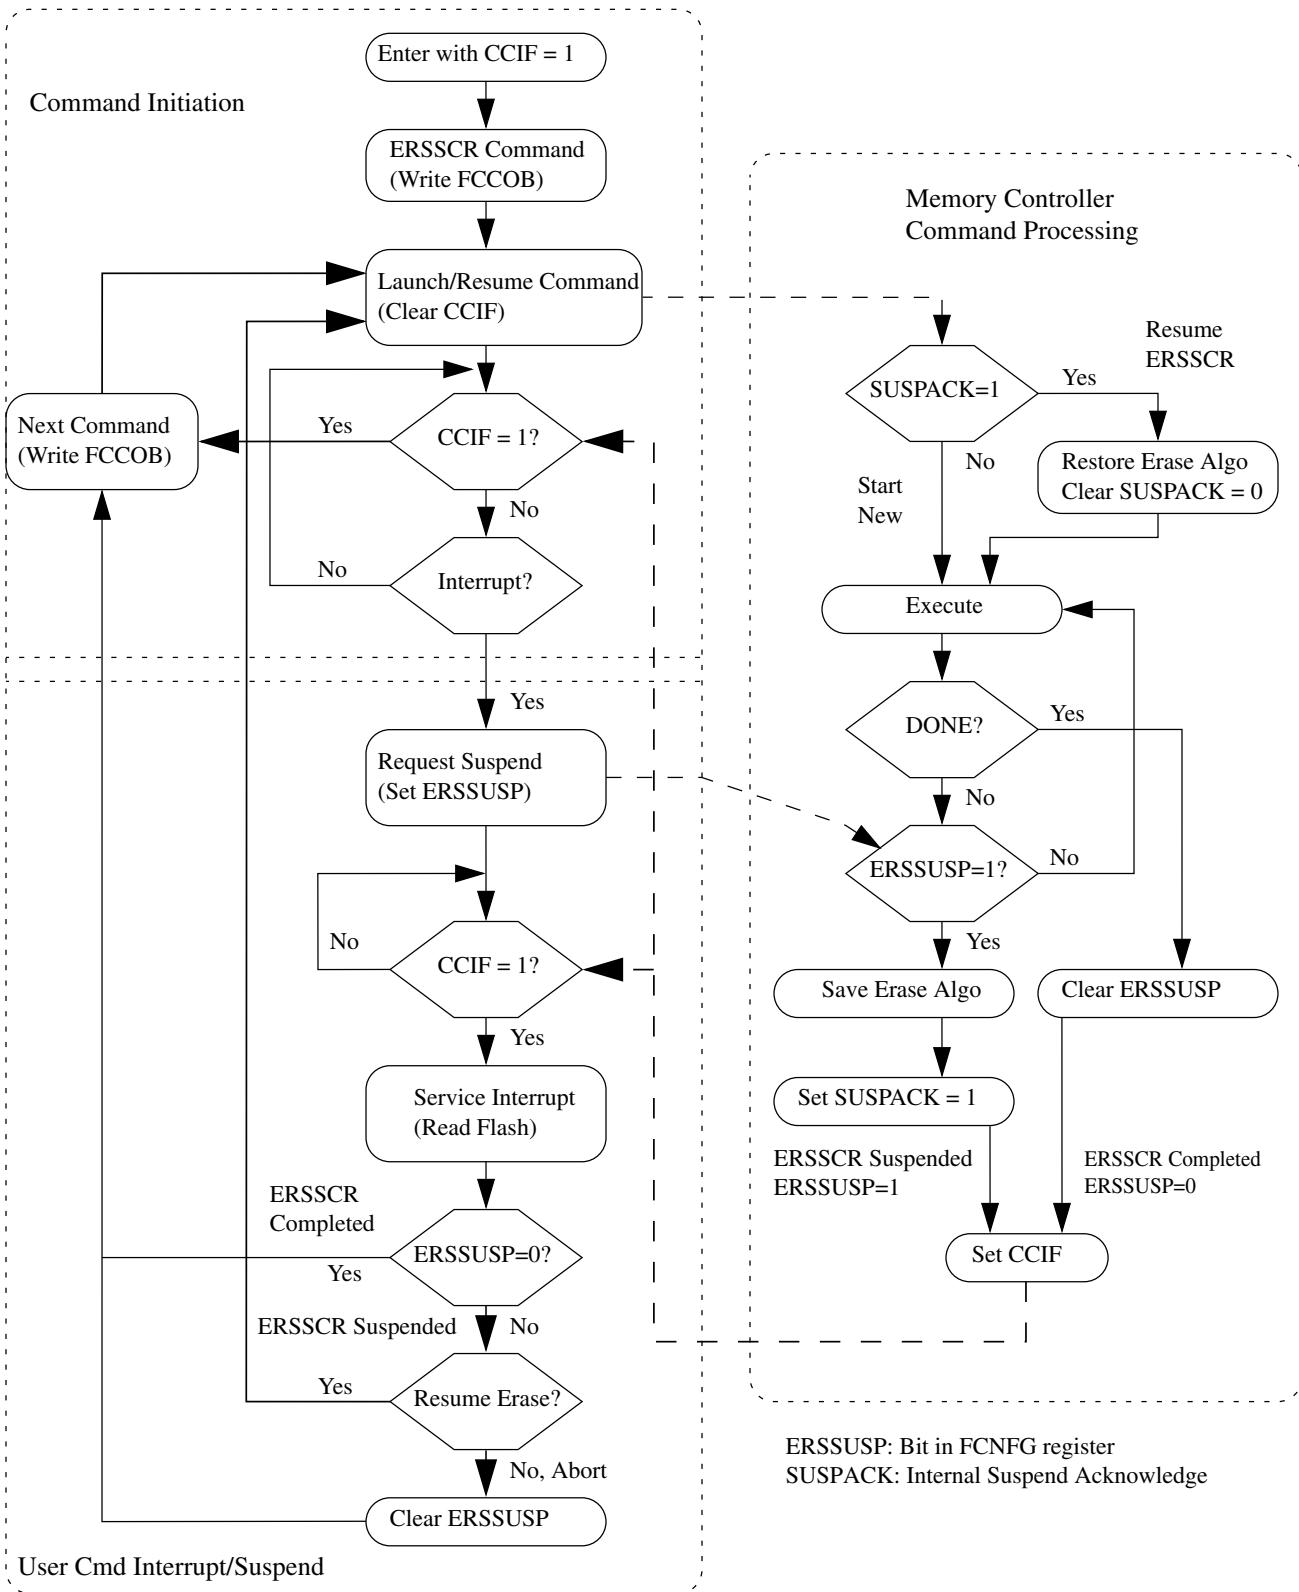 Enter with CCIF = 1
Command Initiation
ERSSCR Command
(Write FCCOB)
Launch/Resume Command
(Clear CCIF)
Next Command
(Write FCCOB)
Yes
CCIF = 1?
No
No
Interrupt?
Yes
Request Suspend
(Set ERSSUSP)
No
CCIF = 1?
Yes
Service Interrupt
(Read Flash)
ERSSCR
Completed
ERSSUSP=0?
Yes
ERSSCR Suspended
No
Yes
Resume Erase?
No, Abort
Clear ERSSUSP
User Cmd Interrupt/Suspend
Memory Controller
Command Processing
Resume
ERSSCR
SUSPACK=1
Yes
No
Restore Erase Algo
Clear SUSPACK = 0
Start
New
Execute
DONE?
Yes
No
ERSSUSP=1?
No
Yes
Save Erase Algo
Clear ERSSUSP
Set SUSPACK = 1
ERSSCR Suspended
ERSSUSP=1
ERSSCR Completed
ERSSUSP=0
Set CCIF
ERSSUSP: Bit in FCNFG register
SUSPACK: Internal Suspend Acknowledge